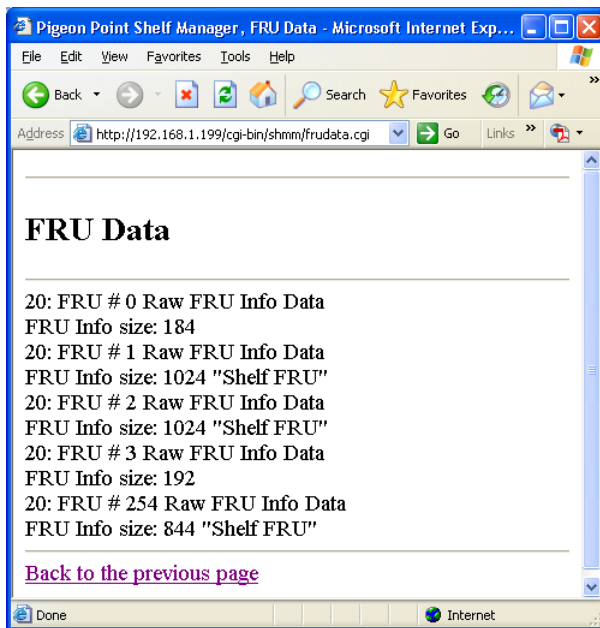 Pigeon Point Shelf Manager, FRU Data - Microsoft Internet Exp...
File Edit View Favorites Tools Help
Back Search Favorites »
Address http://192.168.1.199/cgi-bin/shmm/frudata.cgi Go Links »
FRU Data
20: FRU # 0 Raw FRU Info Data
FRU Info size: 184
20: FRU # 1 Raw FRU Info Data
FRU Info size: 1024 "Shelf FRU"
20: FRU # 2 Raw FRU Info Data
FRU Info size: 1024 "Shelf FRU"
20: FRU # 3 Raw FRU Info Data
FRU Info size: 192
20: FRU # 254 Raw FRU Info Data
FRU Info size: 844 "Shelf FRU"
Back to the previous page
Done Internet